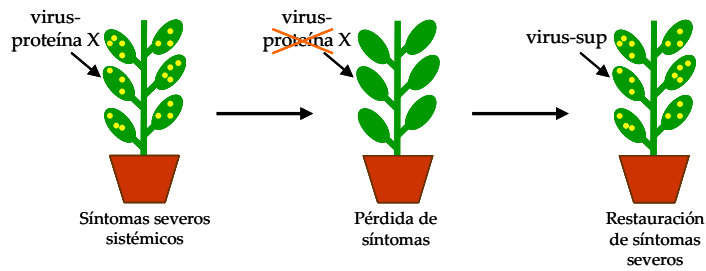 virus-
proteína X
virus-
proteína X
virus-sup
Síntomas severos
sistémicos
Pérdida de
síntomas
Restauración
de síntomas
severos